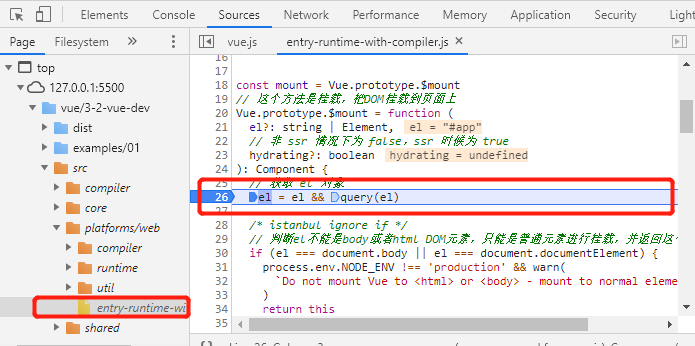 Elements Console Sources Network Performance Memory Application Security
Page Filesystem »
vue.js entry-runtime-with-compiler.js ×
top
127.0.0.1:5500
vue/3-2-vue-dev
dist
examples/01
src
compiler
core
platforms/web
compiler
runtime
util
entry-runtime-wi
shared
16
17
18 const mount = Vue.prototype.$mount
19 // 这个方法是挂载，把DOM挂载到页面上
20 Vue.prototype.$mount = function (
21 el?: string | Element, el = "#app"
22 // 非 ssr 情况下为 false，ssr 时候为 true
23 hydrating?: boolean hydrating = undefined
24 ): Component {
25 // 获取 el 对象
26 el = el && query(el)
27
28 /* istanbul ignore if */
29 // 判断el不能是body或者html DOM元素，只能是普通元素进行挂载，并返回这个
30 if (el === document.body || el === document.documentElement) {
31 process.env.NODE_ENV !== 'production' && warn(
32 `Do not mount Vue to <html> or <body> - mount to normal eleme
33 )
34 return this
35